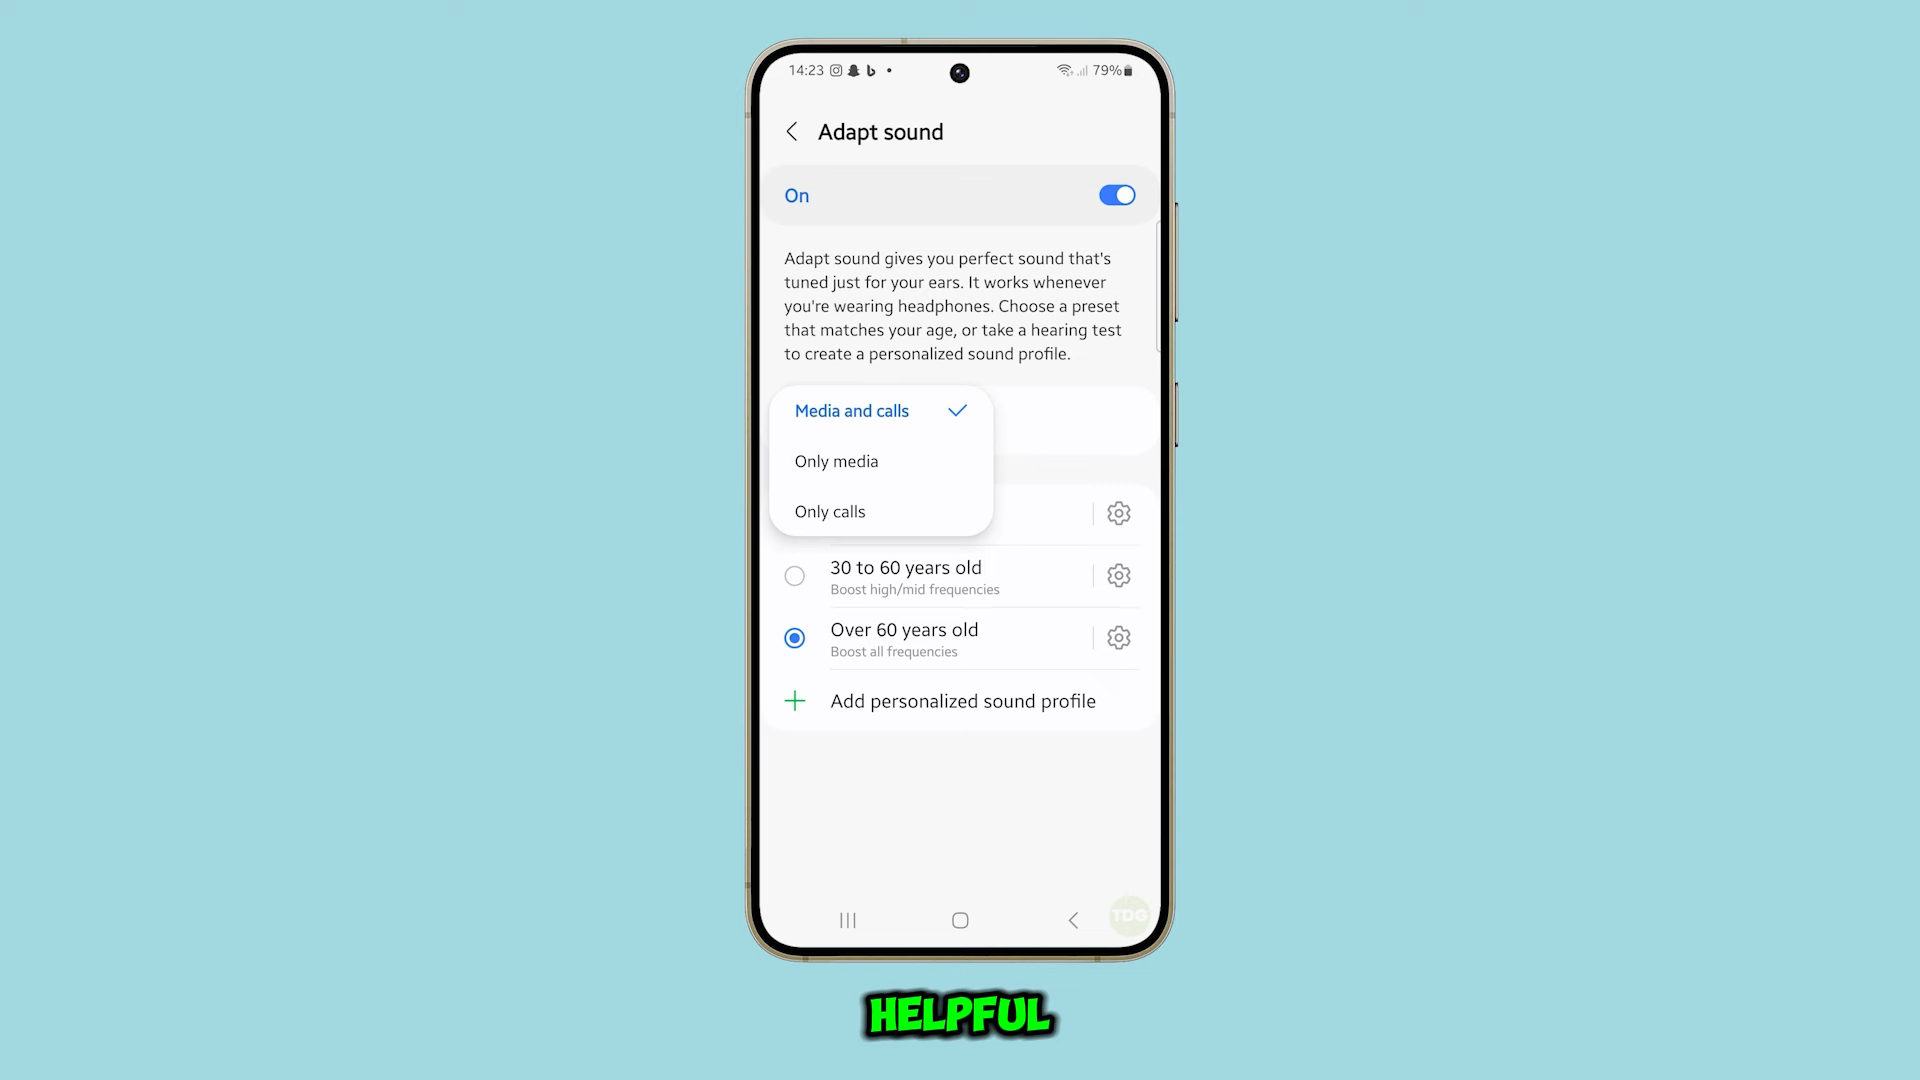 14:23
79%
Adapt sound
On
Adapt sound gives you perfect sound that's
tuned just for your ears. It works whenever
you're wearing headphones. Choose a preset
that matches your age, or take a hearing test
to create a personalized sound profile.
Media and calls
Only media
Only calls
30 to 60 years old
Boost high/mid frequencies
Over 60 years old
Boost all frequencies
Add personalized sound profile
TDG
HELPFUL